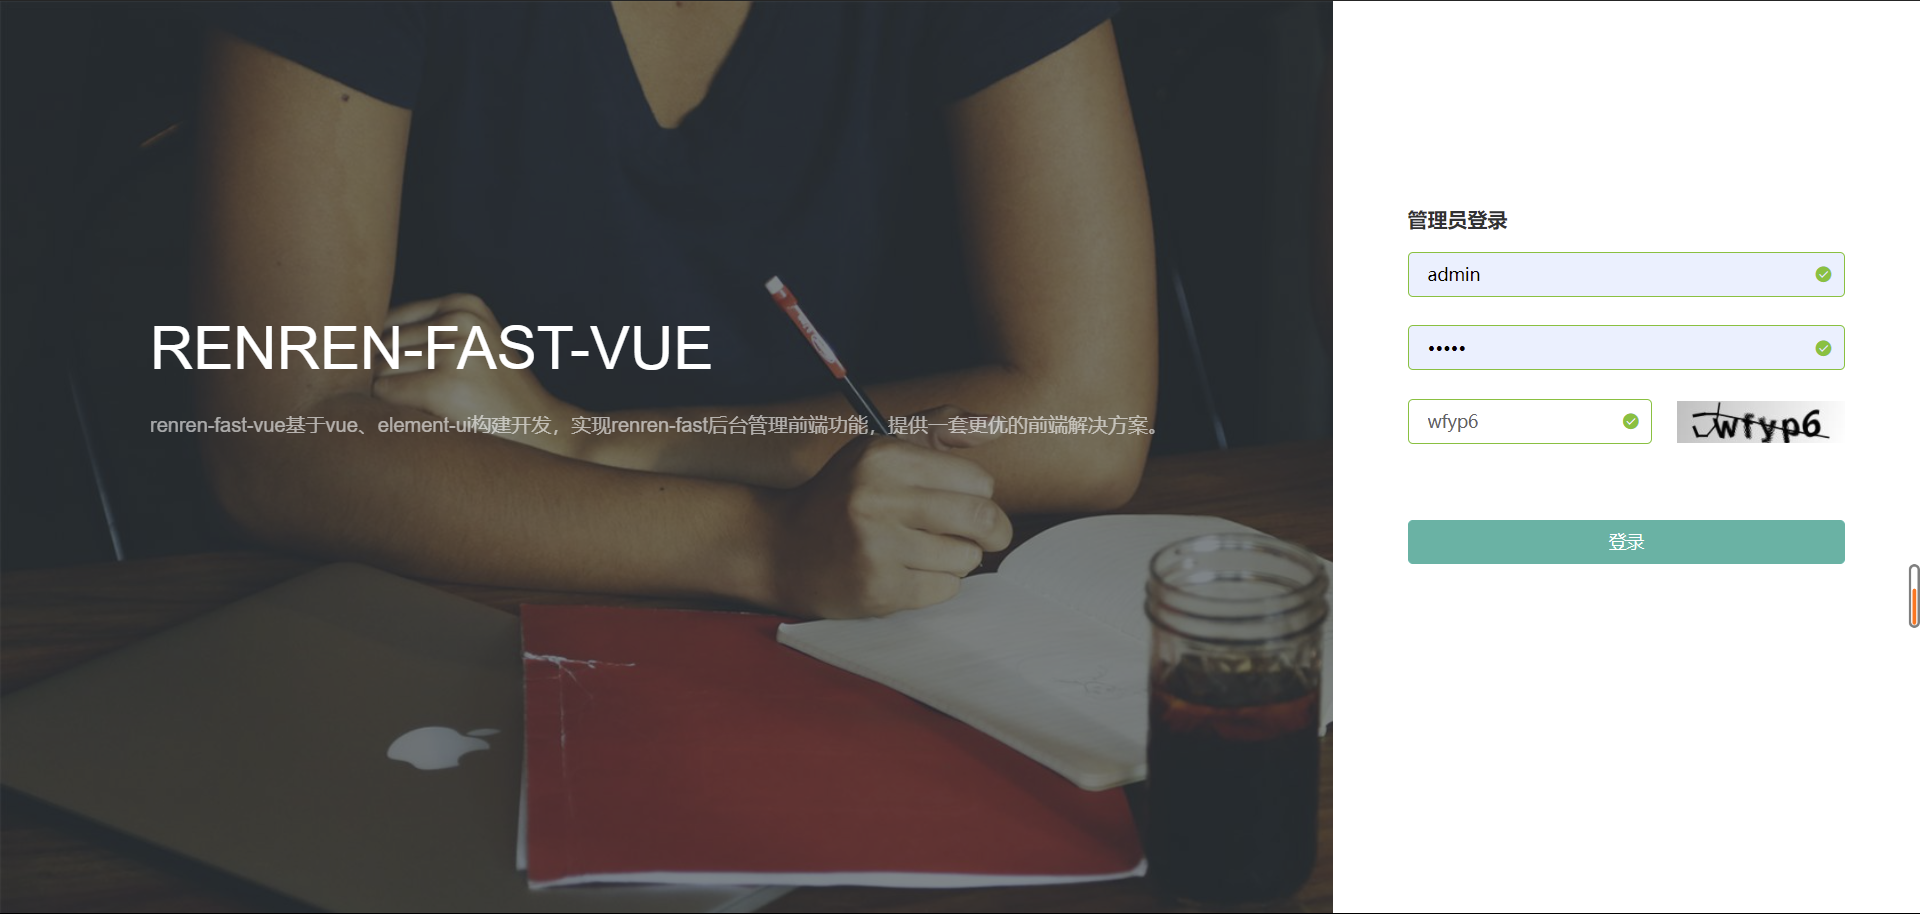 RENREN-FAST-VUE
renren-fast-vue基于vue、element-ui构建开发，实现renren-fast后台管理前端功能，提供一套更优的前端解决方案。
管理员登录
admin
•••••
wfyp6
wfyp6
登录